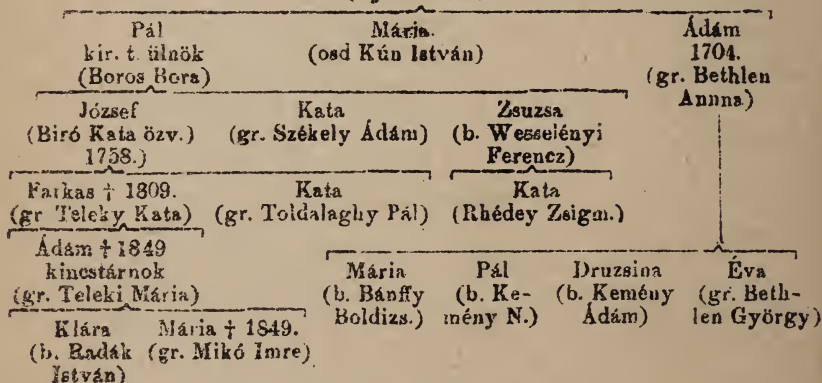 Pál Mária. Ádám
kir. t. ülnök (osd Kún István) 1704.
(Boros Bora) (gr. Bethlen
Annna.)
József Kata Zsuzsa
(Biró Kata özv. (gr. Székely Ádám) (b. Wesselényi
1758.) Ferencz)
Farkas † 1809. Kata Kata
(gr Teleky Kata) (gr. Toldalaghy Pál) (Rhédey Zsigm.)
Ádám † 1849
kincstárnok
(gr. Teleki Mária)
Mária Pál Druzsina Éva
(b. Bánffy (b. Ke- (b. Kemény (gr. Beth-
Boldizs.) mény N.) Ádám) len György)
Klára Mária † 1849.
(b. Radák (gr. Mikó Imre)
István)